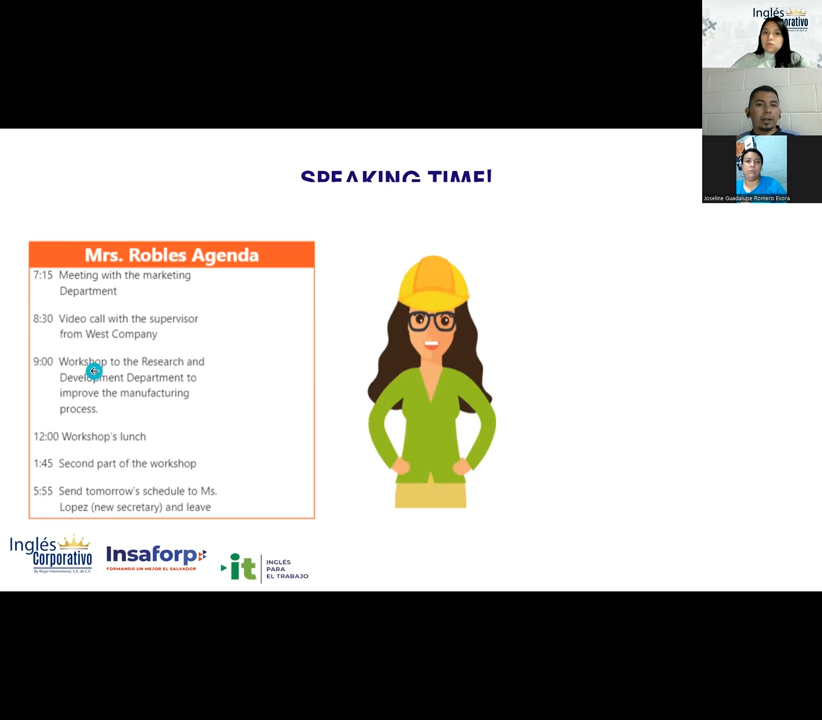 Inglés
Corporativo
SPEAKING TIME!
Joseline Guadalupe Romero Evora
Mrs. Robles Agenda
7:15 Meeting with the marketing
Department
8:30 Video call with the supervisor
from West Company
9:00 Workshop to the Research and
Development Department to
improve the manufacturing
process.
12:00 Workshop's lunch
1:45 Second part of the workshop
5:55 Send tomorrow's schedule to Ms.
Lopez (new secretary) and leave
Inglés
Corporativo
By Regal International, S.A. de C.V.
Insaforp
FORMANDO UN MEJOR EL SALVADOR
it
INGLÉS
PARA
EL TRABAJO